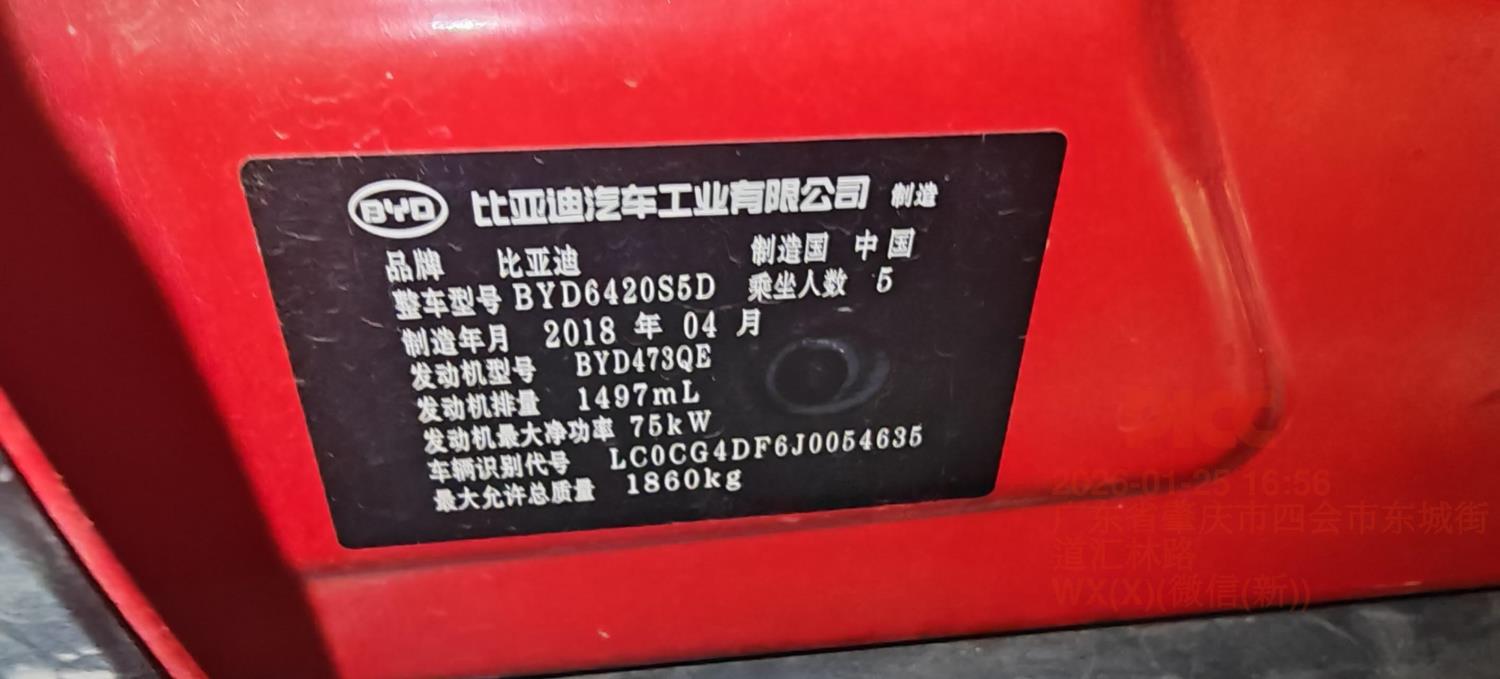 BYD 比亚迪汽车工业有限公司 制造
品牌 比亚迪 制造国 中国
整车型号 BYD6420S5D 乘坐人数 5
制造年月 2018 年 04 月
发动机型号 BYD473QE
发动机排量 1497mL
发动机最大净功率 75kW
车辆识别代号 LC0CG4DF6J0054635
最大允许总质量 1860kg
2026-01-25 16:56
广东省肇庆市四会市东城街
道汇林路
WX(X)(微信(新))